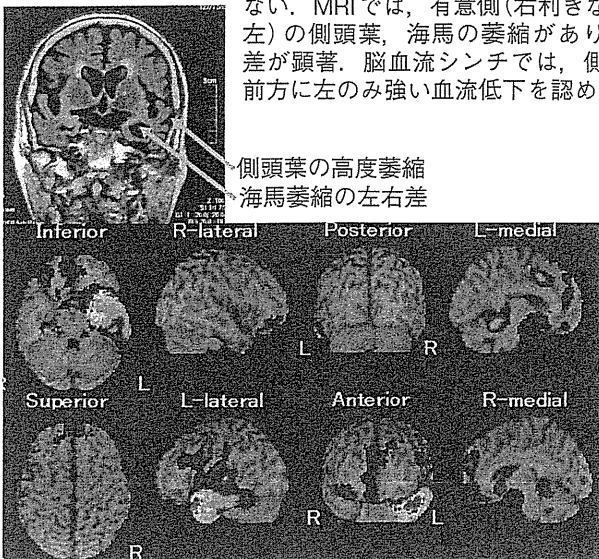 ない．MRIでは，有意側(右利きな
左)の側頭葉，海馬の萎縮があり
差が顕著．脳血流シンチでは，側
前方に左のみ強い血流低下を認め
5cm
側頭葉の高度萎縮
海馬萎縮の左右差
Inferior R-lateral Posterior L-medial
L R
R L
Superior L-lateral Anterior R-medial
R L
R